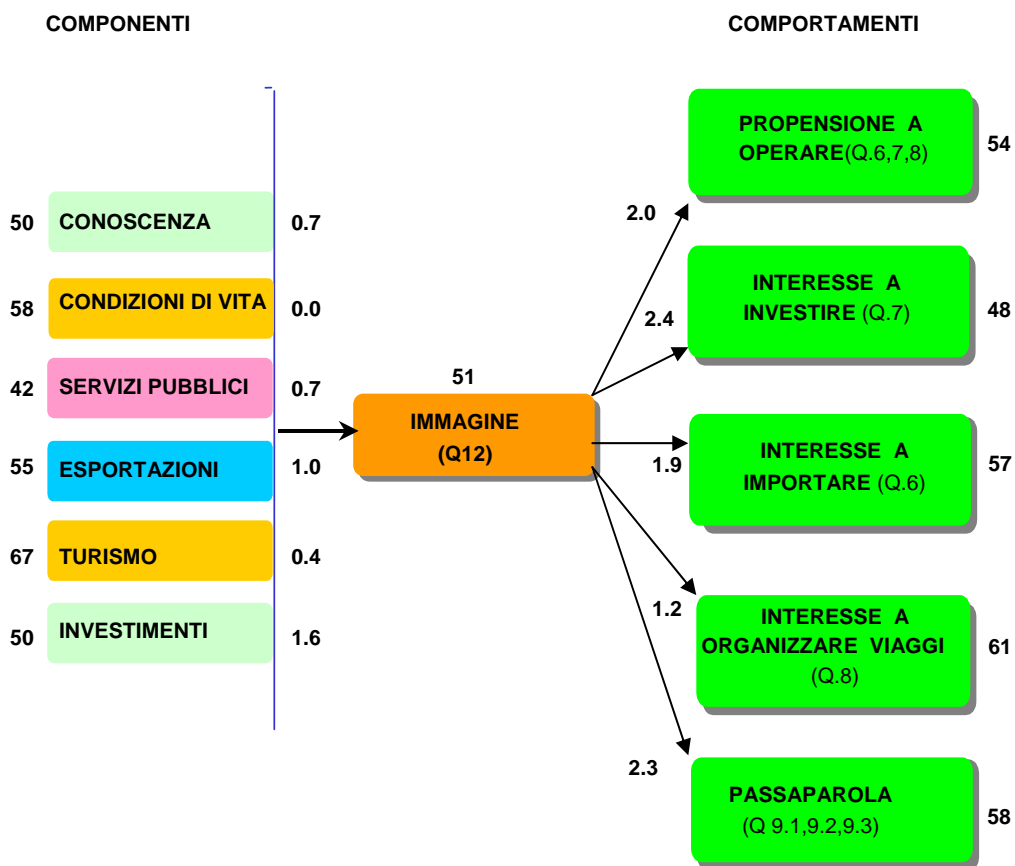 COMPONENTI
COMPORTAMENTI
50 CONOSCENZA 0.7
58 CONDIZIONI DI VITA 0.0
42 SERVIZI PUBBLICI 0.7
55 ESPORTAZIONI 1.0
67 TURISMO 0.4
50 INVESTIMENTI 1.6
51
IMMAGINE
(Q12)
2.0
2.4
1.9
1.2
2.3
PROPENSIONE A
OPERARE(Q.6,7,8)
54
INTERESSE A
INVESTIRE (Q.7)
48
INTERESSE A
IMPORTARE (Q.6)
57
INTERESSE A
ORGANIZZARE VIAGGI
(Q.8)
61
PASSAPAROLA
(Q 9.1,9.2,9.3)
58